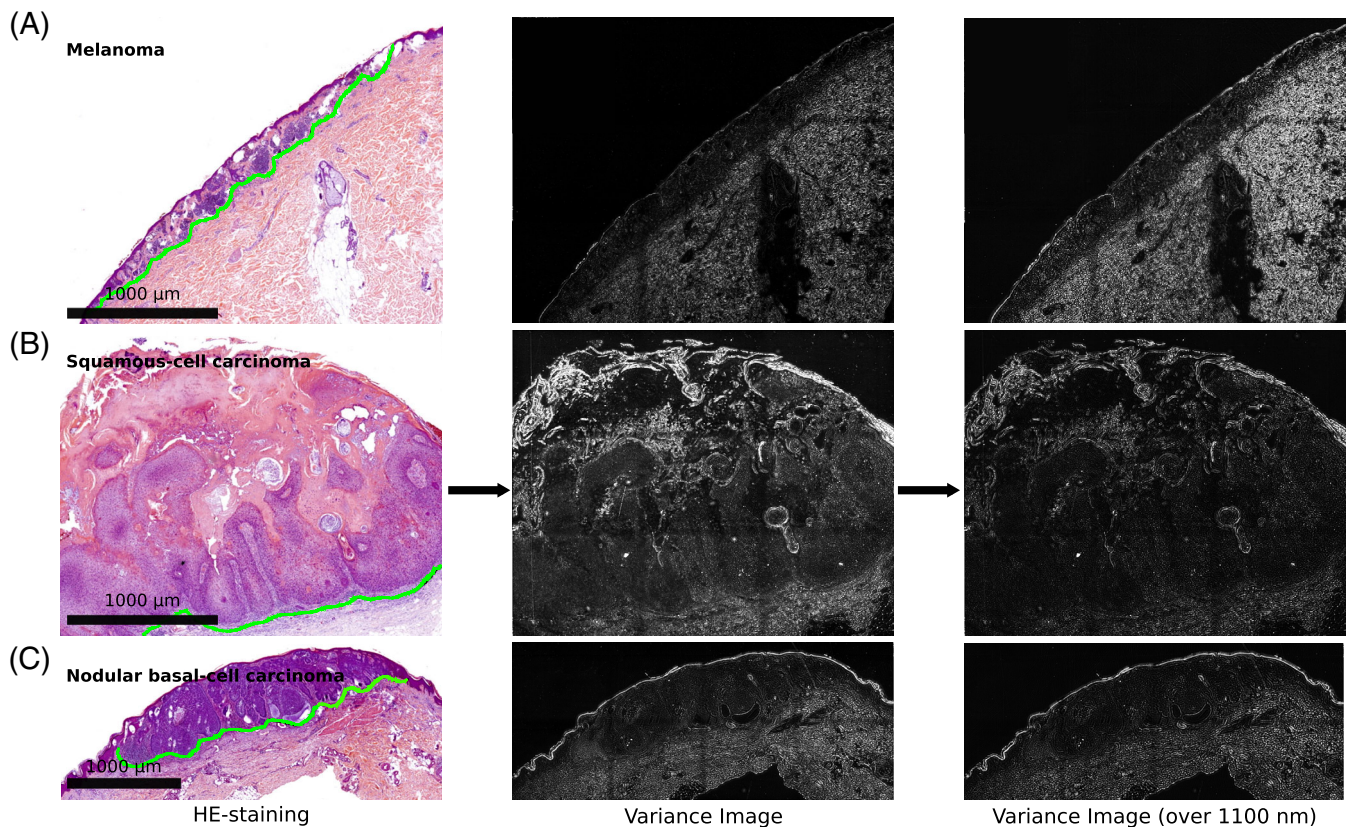 (A)
Melanoma
1000 µm
(B)
Squamous-cell carcinoma
1000 µm
(C)
Nodular basal-cell carcinoma
1000 µm
HE-staining
Variance Image
Variance Image (over 1100 nm)